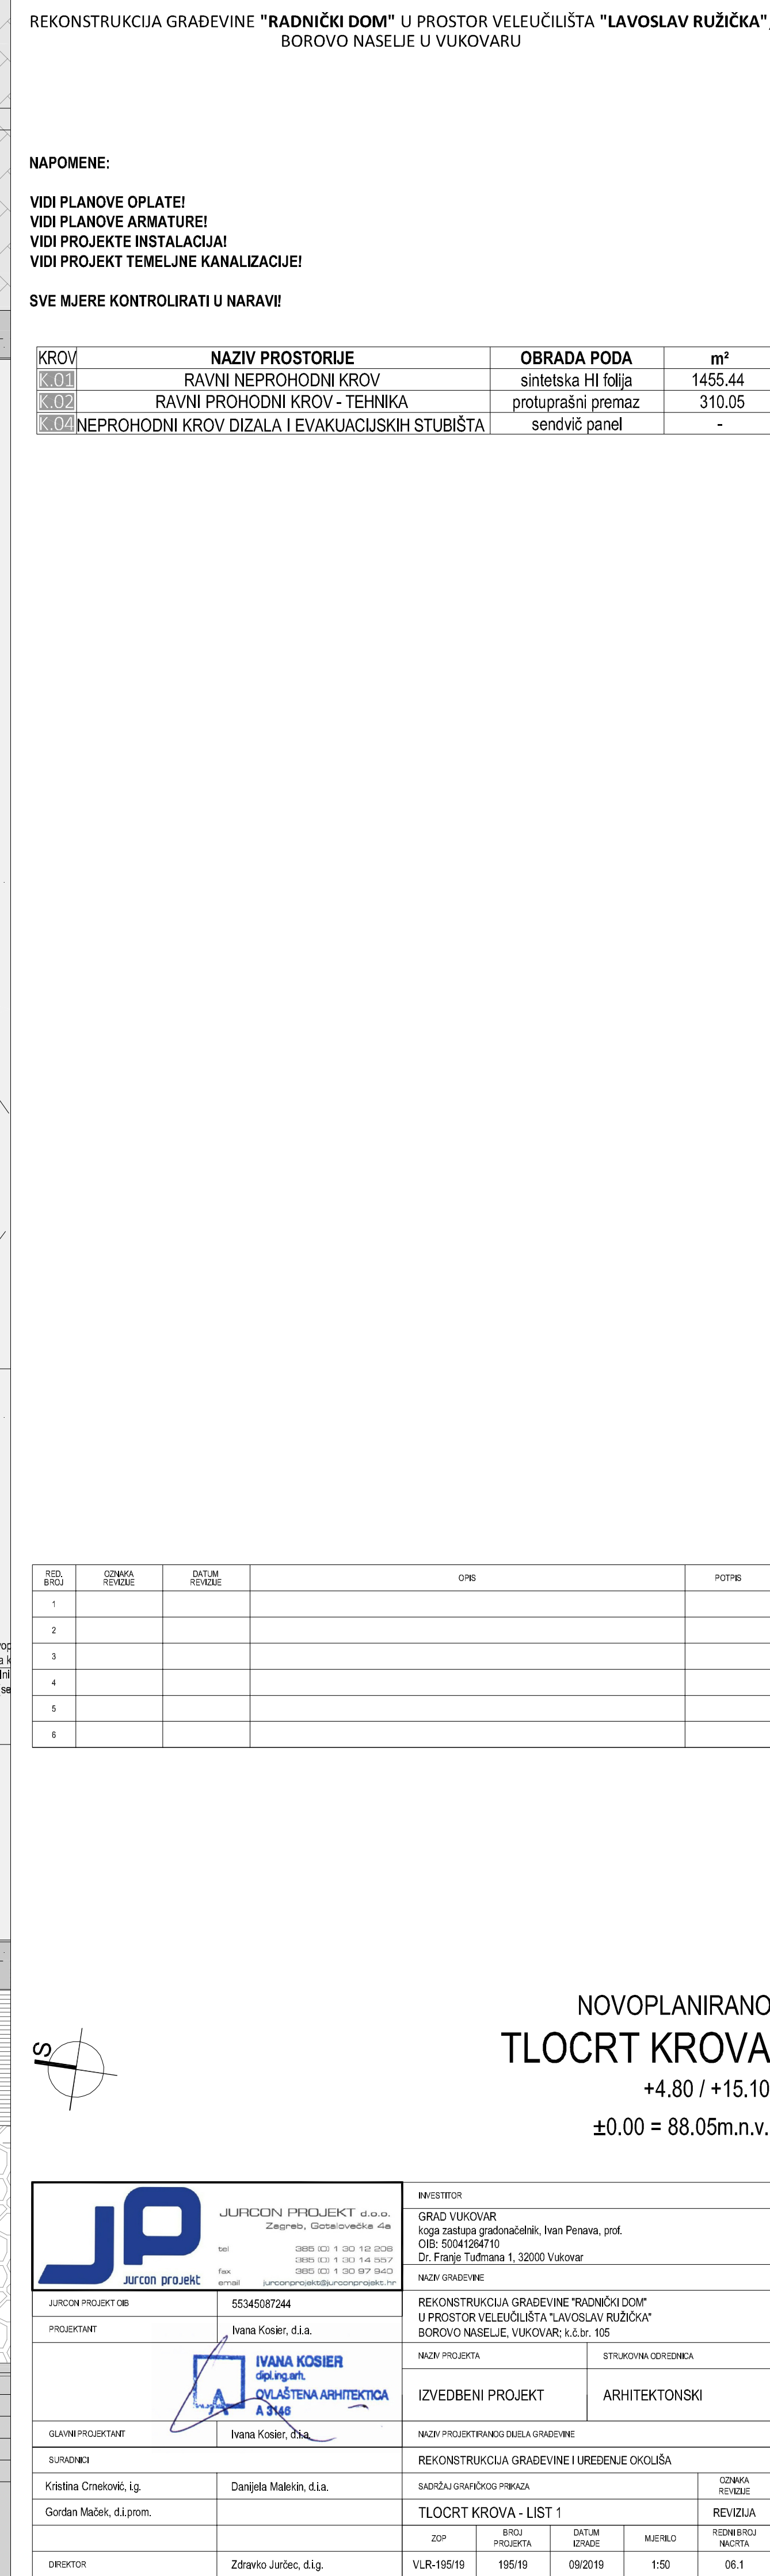 REKONSTRUKCIJA GRAĐEVINE "RADNIČKI DOM" U PROSTOR VELEUČILIŠTA "LAVOSLAV RUŽIČKA",
BOROVO NASELJE U VUKOVARU
NAPOMENE:
VIDI PLANOVE OPLATE!
VIDI PLANOVE ARMATURE!
VIDI PROJEKTE INSTALACIJA!
VIDI PROJEKT TEMELJNE KANALIZACIJE!
SVE MJERE KONTROLIRATI U NARAVI!
KROV NAZIV PROSTORIJE OBRADA PODA m²
K.01 RAVNI NEPROHODNI KROV sintetska HI folija 1455.44
K.02 RAVNI PROHODNI KROV - TEHNIKA protuprašni premaz 310.05
K.04 NEPROHODNI KROV DIZALA I EVAKUACIJSKIH STUBIŠTA sendvič panel -
RED. BROJ OZNAKA REVIZIJE DATUM REVIZIJE OPIS POTPIS
1
2
3
4
5
6
NOVOPLANIRANO
TLOCRT KROVA
+4.80 / +15.10
±0.00 = 88.05m.n.v.
S
JP
jurcon projekt
JURCON PROJEKT d.o.o.
Zagreb, Gotalovečka 4a
tel 385 (0) 1 30 12 208
385 (0) 1 30 14 557
fax 385 (0) 1 30 97 940
email jurconprojekt@jurconprojekt.hr
INVESTITOR
GRAD VUKOVAR
koga zastupa gradonačelnik, Ivan Penava, prof.
OIB: 50041264710
Dr. Franje Tuđmana 1, 32000 Vukovar
NAZIV GRAĐEVINE
JURCON PROJEKT OIB 55345087244
REKONSTRUKCIJA GRAĐEVINE "RADNIČKI DOM"
U PROSTOR VELEUČILIŠTA "LAVOSLAV RUŽIČKA"
BOROVO NASELJE, VUKOVAR; k.č.br. 105
PROJEKTANT Ivana Kosier, d.i.a.
IVANA KOSIER
dipl.ing.arh.
OVLAŠTENA ARHITEKTICA
A 3146
NAZIV PROJEKTA STRUKOVNA ODREDNICA
IZVEDBENI PROJEKT ARHITEKTONSKI
GLAVNI PROJEKTANT Ivana Kosier, d.i.a.
NAZIV PROJEKTIRANOG DIJELA GRAĐEVINE
SURADNICI
REKONSTRUKCIJA GRAĐEVINE I UREĐENJE OKOLIŠA
Kristina Crneković, i.g. Danijela Malekin, d.i.a.
SADRŽAJ GRAFIČKOG PRIKAZA OZNAKA REVIZIJE
Gordan Maček, d.i.prom.
TLOCRT KROVA - LIST 1 REVIZIJA
ZOP BROJ PROJEKTA DATUM IZRADE MJERILO REDNI BROJ NACRTA
DIREKTOR Zdravko Jurčec, d.i.g.
VLR-195/19 195/19 09/2019 1:50 06.1